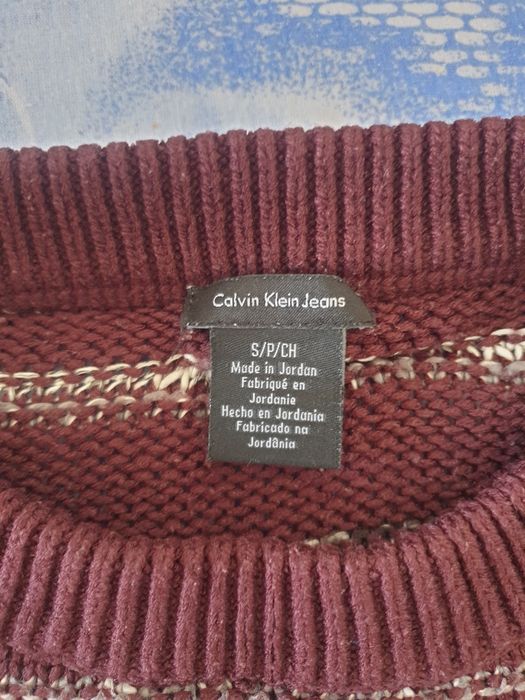 Calvin Klein Jeans
S/P/CH
Made in Jordan
Fabriqué en
Jordanie
Hecho en Jordania
Fabricado na
Jordânia